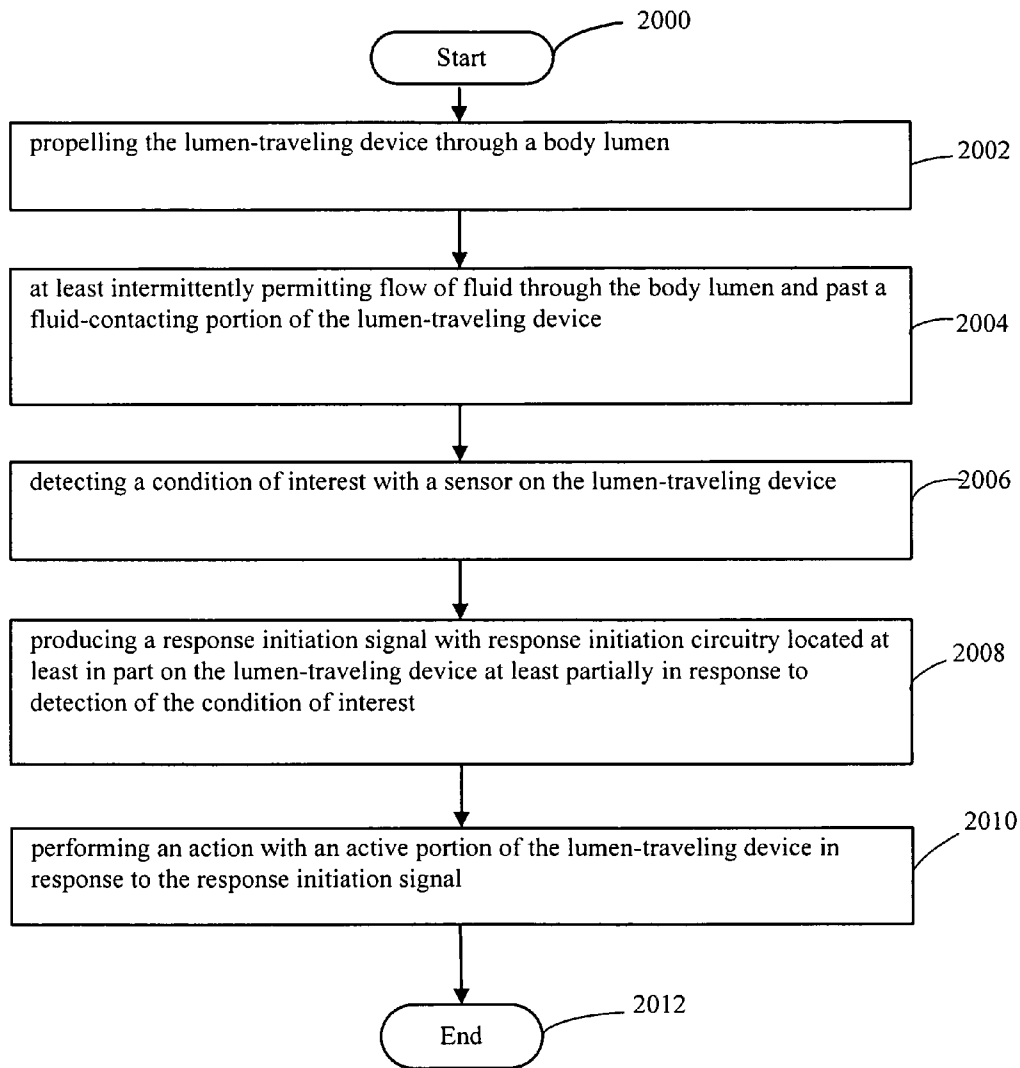 2000
Start
propelling the lumen-traveling device through a body lumen
2002
at least intermittently permitting flow of fluid through the body lumen and past a
fluid-contacting portion of the lumen-traveling device
2004
detecting a condition of interest with a sensor on the lumen-traveling device
2006
producing a response initiation signal with response initiation circuitry located at
least in part on the lumen-traveling device at least partially in response to
detection of the condition of interest
2008
performing an action with an active portion of the lumen-traveling device in
response to the response initiation signal
2010
End
2012